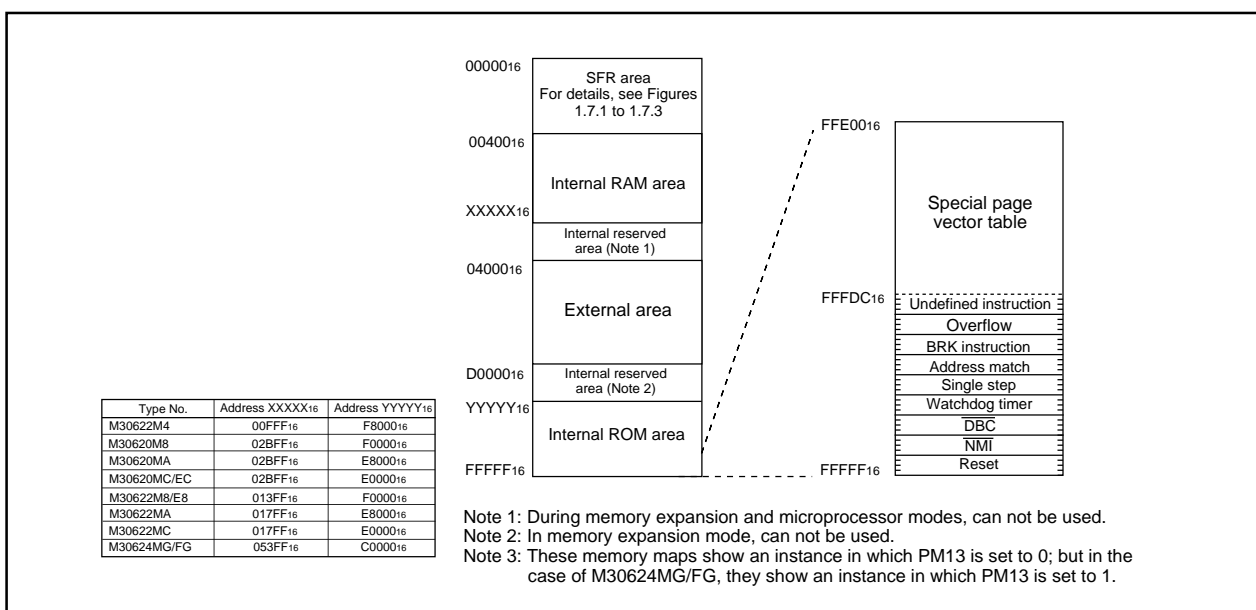 00000₁₆
SFR area
For details, see Figures
1.7.1 to 1.7.3
00400₁₆
Internal RAM area
XXXXX₁₆
Internal reserved
area (Note 1)
04000₁₆
External area
D0000₁₆
Internal reserved
area (Note 2)
YYYYY₁₆
Internal ROM area
FFFFF₁₆
FFE00₁₆
Special page
vector table
FFFDC₁₆
Undefined instruction
Overflow
BRK instruction
Address match
Single step
Watchdog timer
DBC
NMI
Reset
FFFFF₁₆
Type No. Address XXXXX₁₆ Address YYYYY₁₆
M30622M4 00FFF₁₆ F8000₁₆
M30620M8 02BFF₁₆ F0000₁₆
M30620MA 02BFF₁₆ E8000₁₆
M30620MC/EC 02BFF₁₆ E0000₁₆
M30622M8/E8 013FF₁₆ F0000₁₆
M30622MA 017FF₁₆ E8000₁₆
M30622MC 017FF₁₆ E0000₁₆
M30624MG/FG 053FF₁₆ C0000₁₆
Note 1: During memory expansion and microprocessor modes, can not be used.
Note 2: In memory expansion mode, can not be used.
Note 3: These memory maps show an instance in which PM13 is set to 0; but in the
case of M30624MG/FG, they show an instance in which PM13 is set to 1.